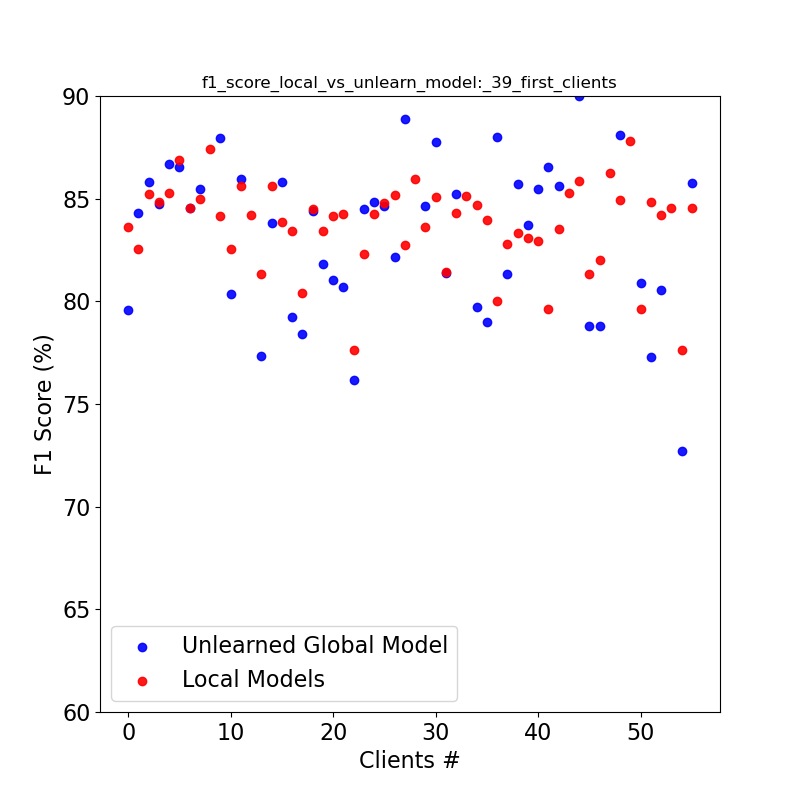 f1_score_local_vs_unlearn_model:_39_first_clients
90
85
80
75
70
65
60
F1 Score (%)
Unlearned Global Model
Local Models
0 10 20 30 40 50
Clients #